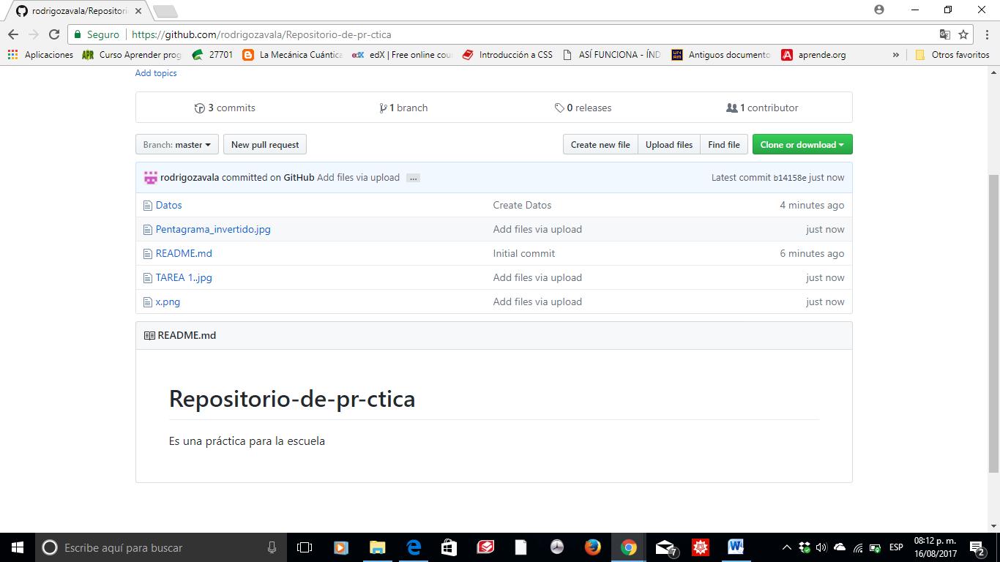 rodrigozavala/Repositori
Seguro https://github.com/rodrigozavala/Repositorio-de-pr-ctica
Aplicaciones APR Curso Aprender prog 27701 La Mecánica Cuántica edX edX | Free online cour Introducción a CSS ASÍ FUNCIONA - ÍND UNAM Antiguos documento aprende.org » Otros favoritos
Add topics
3 commits 1 branch 0 releases 1 contributor
Branch: master New pull request Create new file Upload files Find file Clone or download
rodrigozavala committed on GitHub Add files via upload ... Latest commit b14158e just now
Datos Create Datos 4 minutes ago
Pentagrama_invertido.jpg Add files via upload just now
README.md Initial commit 6 minutes ago
TAREA 1..jpg Add files via upload just now
x.png Add files via upload just now
README.md
Repositorio-de-pr-ctica
Es una práctica para la escuela
Escribe aquí para buscar 7 ESP 08:12 p. m. 2
16/08/2017